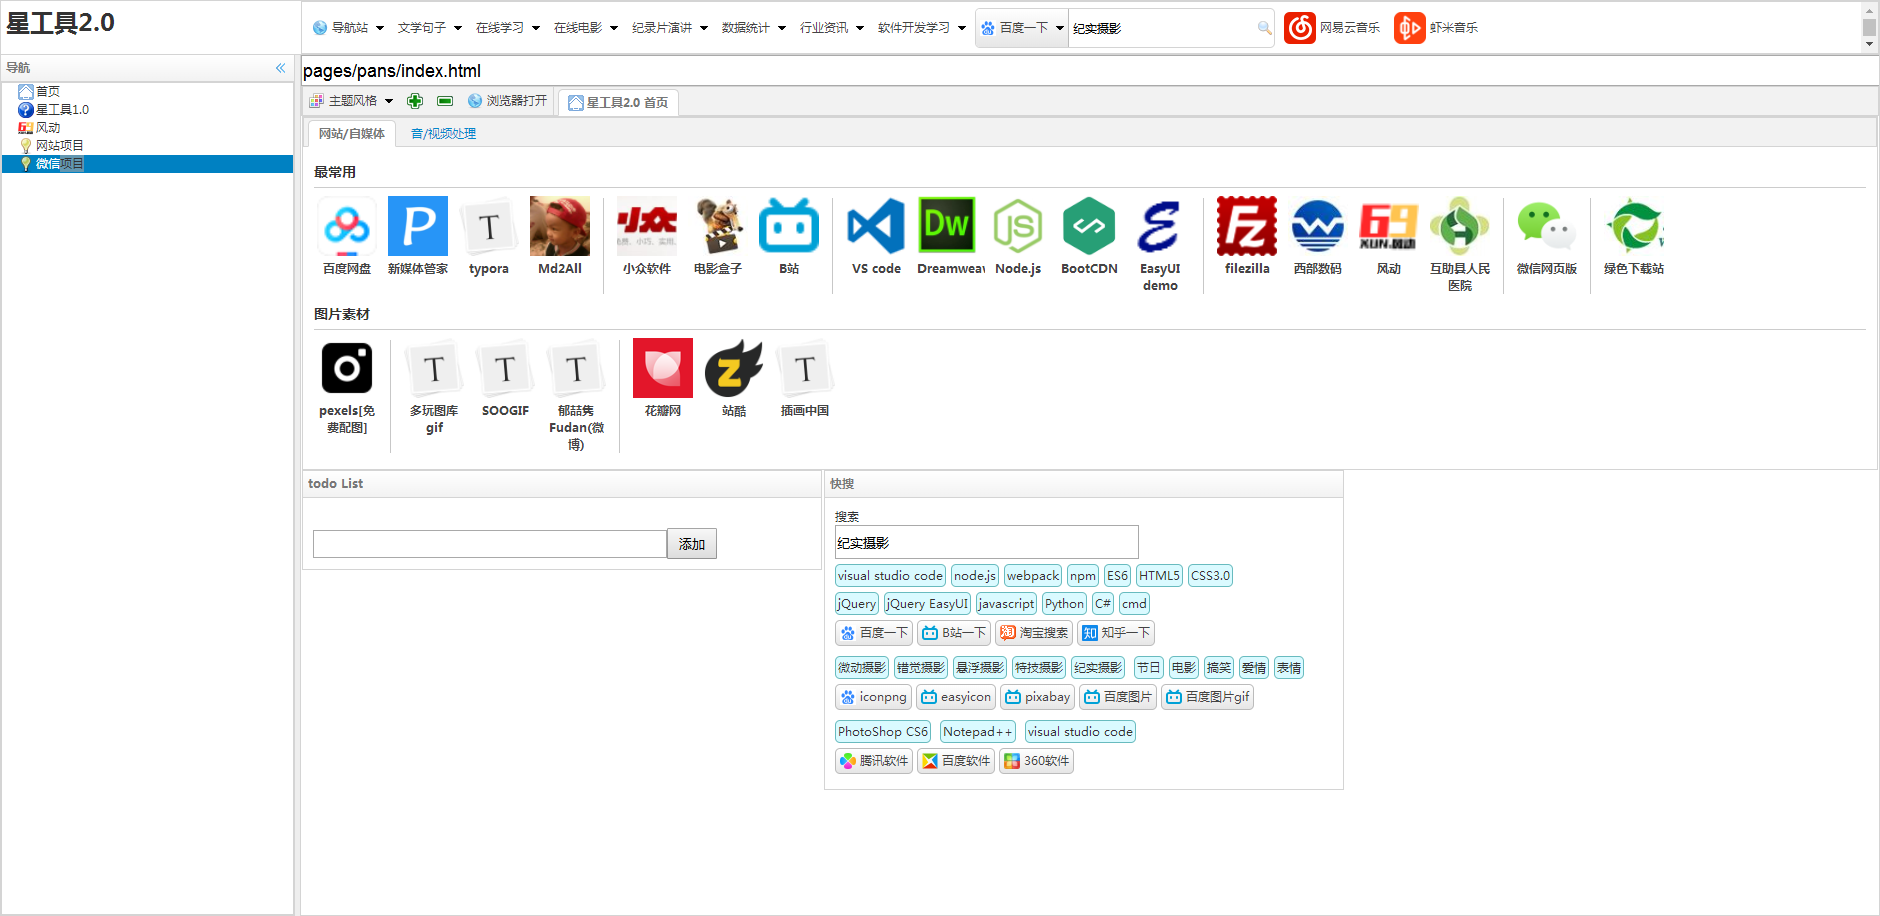 星工具2.0
导航站 文学句子 在线学习 在线电影 纪录片演讲 数据统计 行业资讯 软件开发学习 百度一下 纪实摄影 网易云音乐 虾米音乐
导航
首页
星工具1.0
风动
网站项目
微信项目
pages/pans/index.html
主题风格 浏览器打开 星工具2.0 首页
网站/自媒体 音/视频处理
最常用
百度网盘 新媒体管家 typora Md2All 小众软件 电影盒子 B站 VS code Dreamweav Node.js BootCDN EasyUI demo filezilla 西部数码 风动 互助县人民医院 微信网页版 绿色下载站
图片素材
pexels[免费配图] 多玩图库gif SOOGIF 郁喆隽Fudan(微博) 花瓣网 站酷 插画中国
todo List
添加
快搜
搜索
纪实摄影
visual studio code node.js webpack npm ES6 HTML5 CSS3.0
jQuery jQuery EasyUI javascript Python C# cmd
百度一下 B站一下 淘宝搜索 知乎一下
微动摄影 错觉摄影 悬浮摄影 特技摄影 纪实摄影 节日 电影 搞笑 爱情 表情
iconpng easyicon pixabay 百度图片 百度图片gif
PhotoShop CS6 Notepad++ visual studio code
腾讯软件 百度软件 360软件